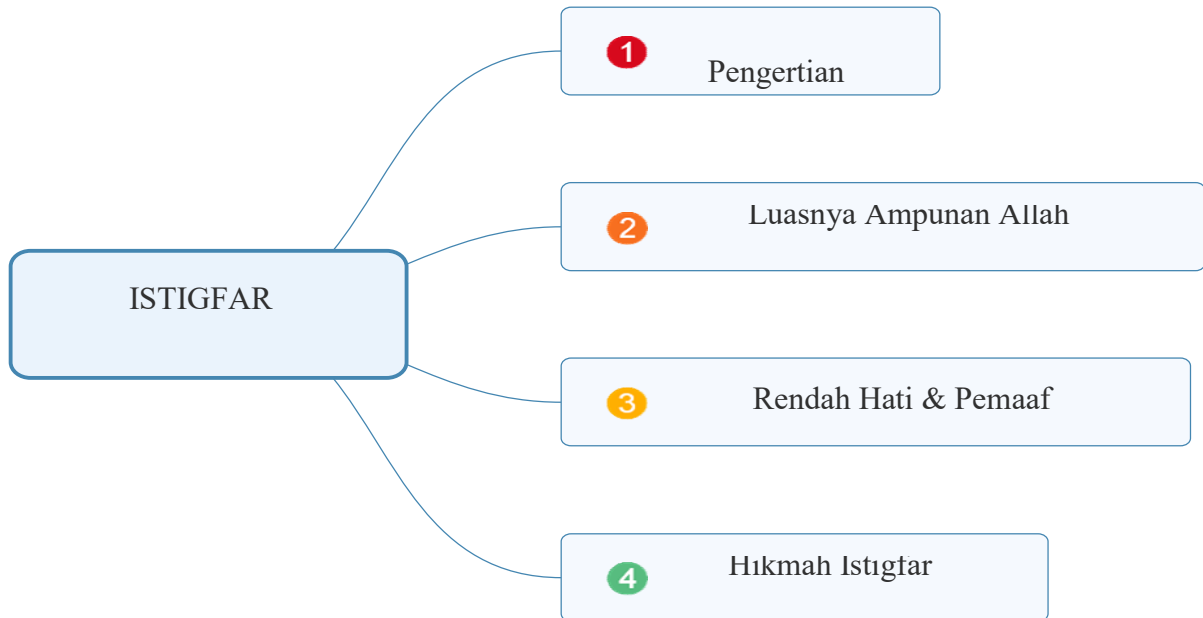 1
Pengertian
2
Luasnya Ampunan Allah
ISTIGFAR
3
Rendah Hati & Pemaaf
4
Hikmah Istigfar